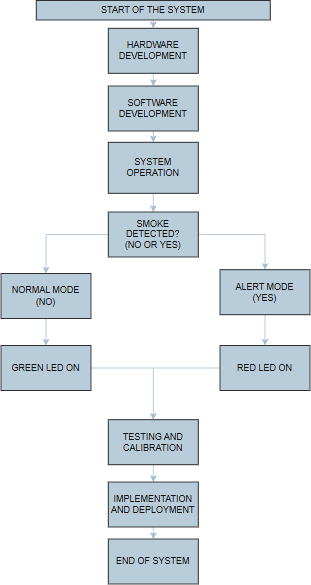 START OF THE SYSTEM
HARDWARE
DEVELOPMENT
SOFTWARE
DEVELOPMENT
SYSTEM
OPERATION
SMOKE
DETECTED?
(NO OR YES)
NORMAL MODE
(NO)
ALERT MODE
(YES)
GREEN LED ON
RED LED ON
TESTING AND
CALIBRATION
IMPLEMENTATION
AND DEPLOYMENT
END OF SYSTEM